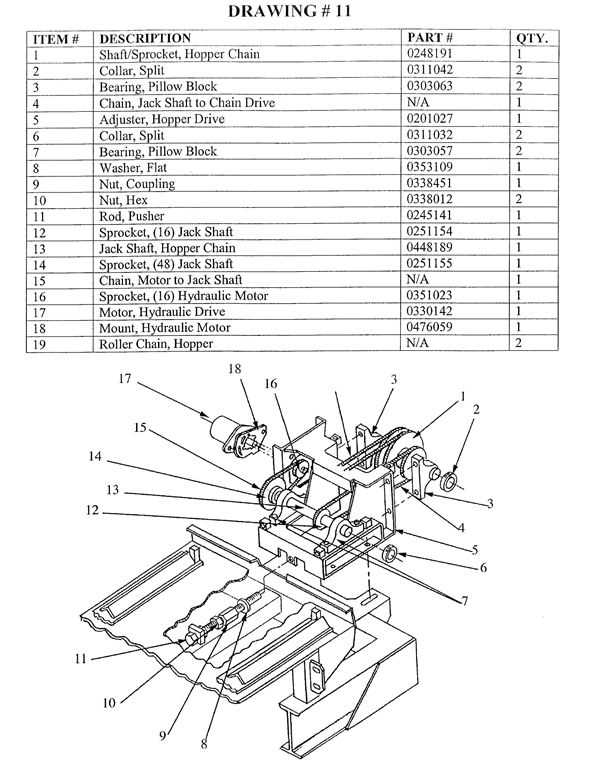 DRAWING # 11
ITEM # DESCRIPTION PART # QTY.
1 Shaft/Sprocket, Hopper Chain 0248191 1
2 Collar, Split 0311042 2
3 Bearing, Pillow Block 0303063 2
4 Chain, Jack Shaft to Chain Drive N/A 1
5 Adjuster, Hopper Drive 0201027 1
6 Collar, Split 0311032 2
7 Bearing, Pillow Block 0303057 2
8 Washer, Flat 0353109 1
9 Nut, Coupling 0338451 1
10 Nut, Hex 0338012 2
11 Rod, Pusher 0245141 1
12 Sprocket, (16) Jack Shaft 0251154 1
13 Jack Shaft, Hopper Chain 0448189 1
14 Sprocket, (48) Jack Shaft 0251155 1
15 Chain, Motor to Jack Shaft N/A 1
16 Sprocket, (16) Hydraulic Motor 0351023 1
17 Motor, Hydraulic Drive 0330142 1
18 Mount, Hydraulic Motor 0476059 1
19 Roller Chain, Hopper N/A 2
17
18
16
19
3
1
2
15
14
13
12
3
4
5
6
7
11
10
9
8